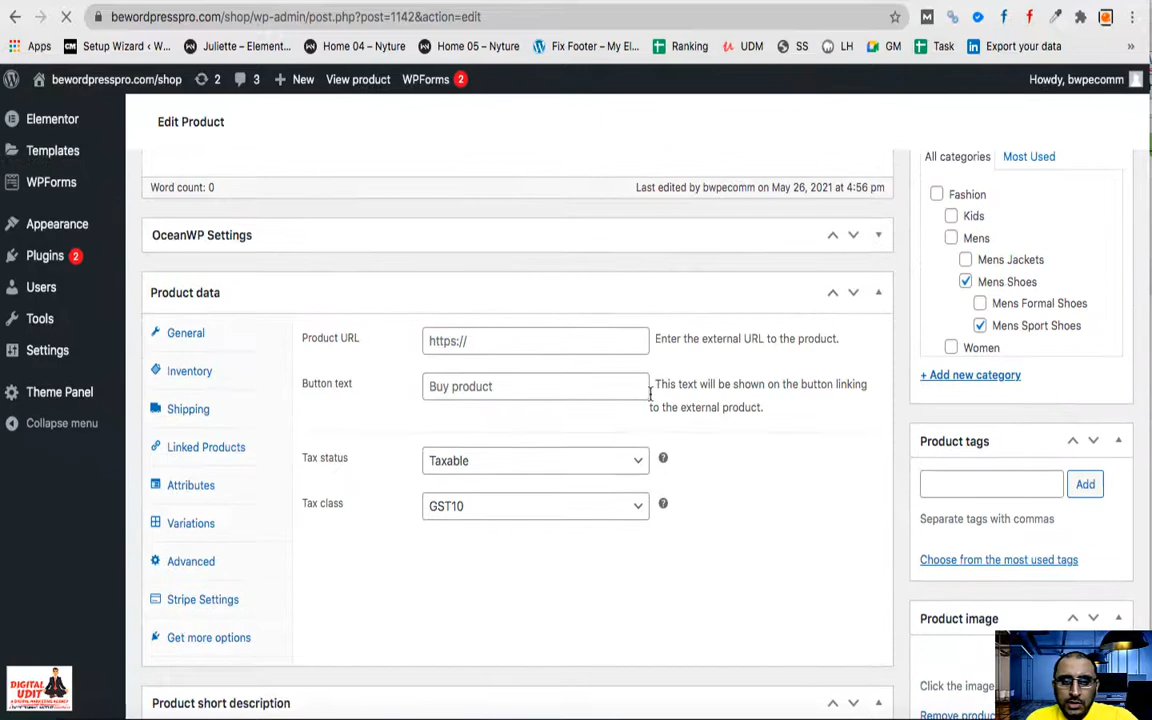 bewordpresspro.com/shop/wp-admin/post.php?post=1142&action=edit
Apps
Setup Wizard ‹ W...
Juliette – Element...
Home 04 – Nyture
Home 05 – Nyture
Fix Footer – My El...
Ranking
UDM
SS
LH
GM
Task
Export your data
»
bewordpresspro.com/shop
2
3
New
View product
WPForms
2
Howdy, bwpecomm
Elementor
Templates
WPForms
Appearance
Plugins 2
Users
Tools
Settings
Theme Panel
Collapse menu
Edit Product
Word count: 0
Last edited by bwpecomm on May 26, 2021 at 4:56 pm
OceanWP Settings
Product data
General
Inventory
Shipping
Linked Products
Attributes
Variations
Advanced
Stripe Settings
Get more options
Product URL
https://
Enter the external URL to the product.
Button text
Buy product
This text will be shown on the button linking
to the external product.
Tax status
Taxable
Tax class
GST10
Product short description
All categories
Most Used
Fashion
Kids
Mens
Mens Jackets
Mens Shoes
Mens Formal Shoes
Mens Sport Shoes
Women
+ Add new category
Product tags
Add
Separate tags with commas
Choose from the most used tags
Product image
Click the image
Remove produc
DIGITAL
UDIT
A DIGITAL MARKETING AGENCY